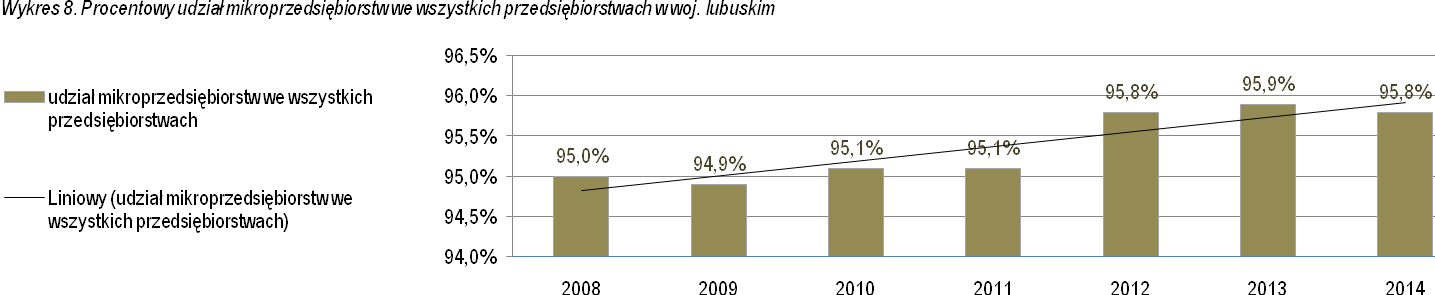 Wykres 8. Procentowy udział mikroprzedsiębiorstw we wszystkich przedsiębiorstwach w woj. lubuskim
udział mikroprzedsiębiorstw we wszystkich
przedsiębiorstwach
Liniowy (udział mikroprzedsiębiorstw we
wszystkich przedsiębiorstwach)
96,5%
96,0%
95,5%
95,0%
94,5%
94,0%
95,0%
94,9%
95,1%
95,1%
95,8%
95,9%
95,8%
2008 2009 2010 2011 2012 2013 2014